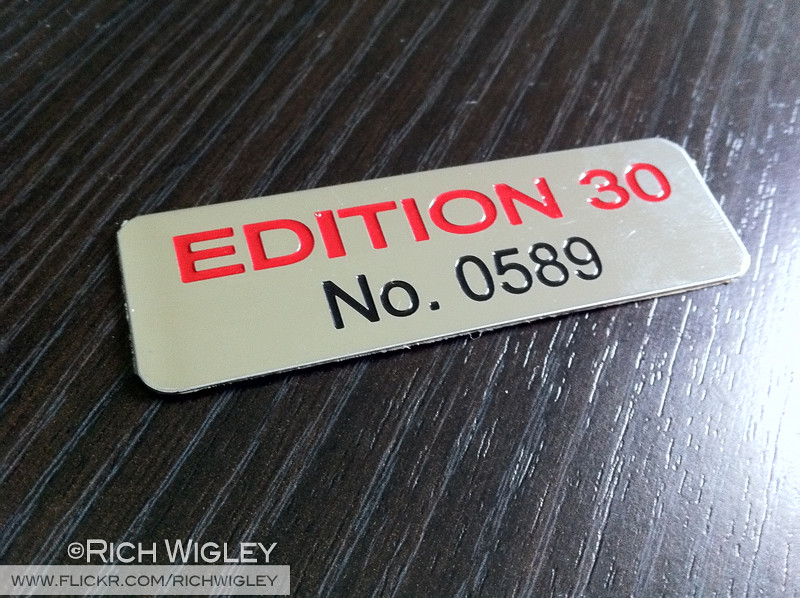 EDITION 30
No. 0589
©RICH WIGLEY
WWW.FLICKR.COM/RICHWIGLEY